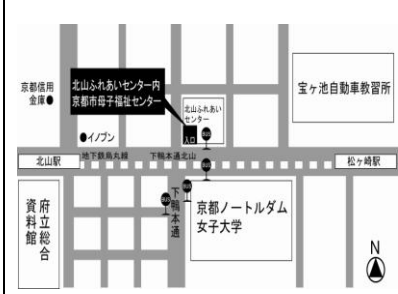 京都信用
金庫●
北山ふれあいセンター内
京都市母子福祉センター
北山ふれあい
センター
入口
BUS
宝ヶ池自動車教習所
●イノブン
地下鉄烏丸線
下鴨本通北山
BUS
北山駅
松ヶ崎駅
府立総合
資料館
下鴨本通
BUS
BUS
京都ノートルダム
女子大学
N